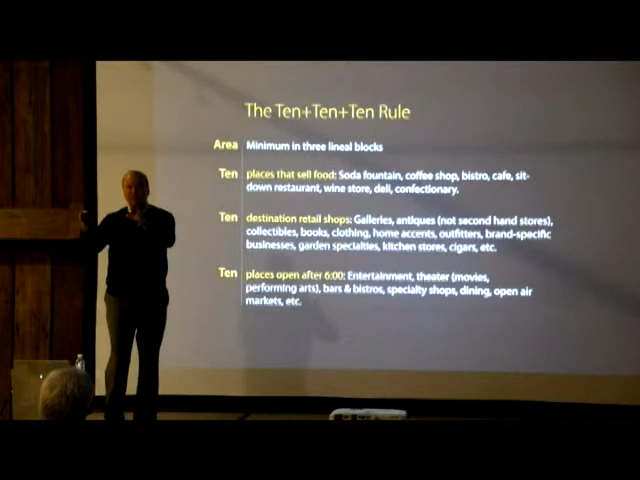 The Ten+Ten+Ten Rule
Area Minimum in three lineal blocks
Ten places that sell food: Soda fountain, coffee shop, bistro, cafe, sit-
down restaurant, wine store, deli, confectionary.
Ten destination retail shops: Galleries, antiques (not second hand stores),
collectibles, books, clothing, home accents, outfitters, brand-specific
businesses, garden specialties, kitchen stores, cigars, etc.
Ten places open after 6:00: Entertainment, theater (movies,
performing arts), bars & bistros, specialty shops, dining, open air
markets, etc.